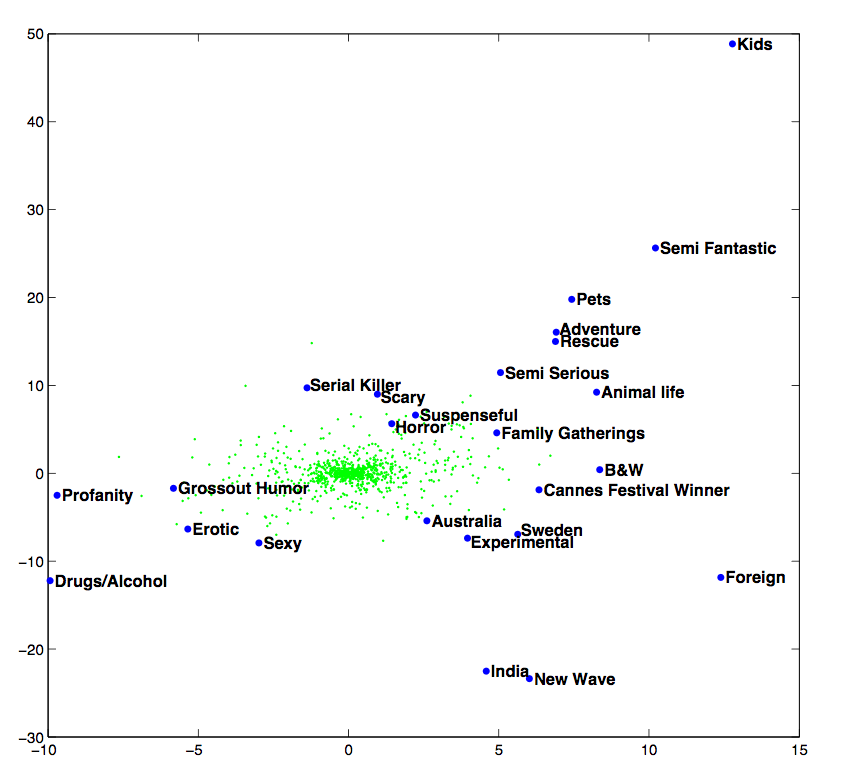 50
Kids
40
30
Semi Fantastic
20
Pets
Adventure
Rescue
Semi Serious
10
Serial Killer
Animal life
Scary
Suspenseful
Horror
Family Gatherings
0
B&W
Grossout Humor
Cannes Festival Winner
Profanity
Australia
Erotic
Sweden
Experimental
Sexy
−10
Foreign
Drugs/Alcohol
−20
India
New Wave
−30
−10 −5 0 5 10 15